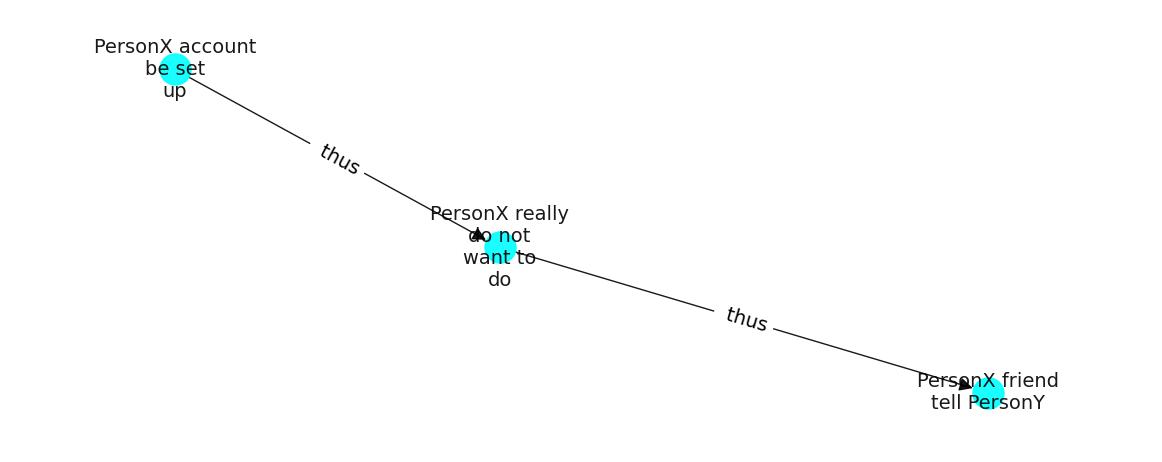 PersonX account
be set
up
thus
PersonX really
do not
want to
do
thus
PersonX friend
tell PersonY